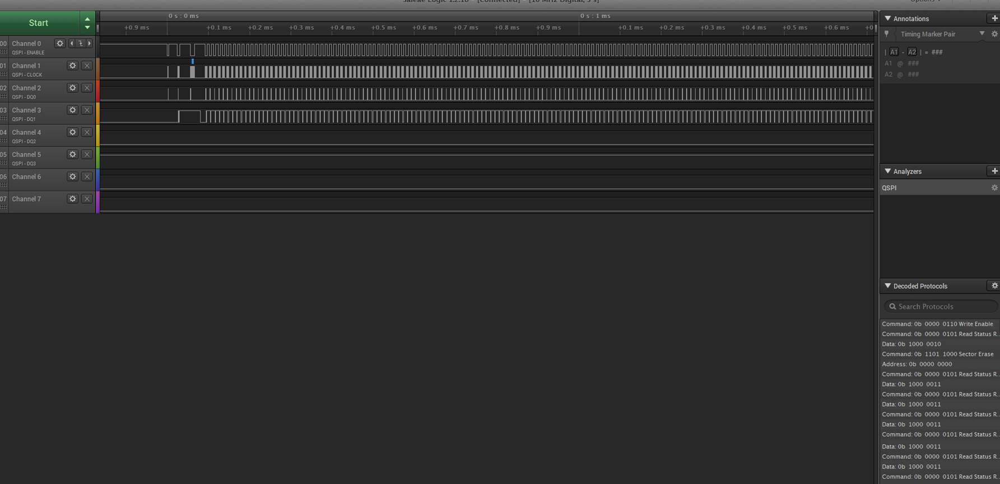 Saleae Logic 1.2.18 - [Connected] - [10 MHz Digital, 5 s]
Options
Start
0 s : 0 ms
0 s : 1 ms
+0.9 ms
+0.1 ms
+0.2 ms
+0.3 ms
+0.4 ms
+0.5 ms
+0.6 ms
+0.7 ms
+0.8 ms
+0.9 ms
+0.1 ms
+0.2 ms
+0.3 ms
+0.4 ms
+0.5 ms
+0.6 ms
+0
00 Channel 0
QSPI - ENABLE
01 Channel 1
QSPI - CLOCK
02 Channel 2
QSPI - DQ0
03 Channel 3
QSPI - DQ1
04 Channel 4
QSPI - DQ2
05 Channel 5
QSPI - DQ3
06 Channel 6
07 Channel 7
Annotations
Timing Marker Pair
| A1 - A2 | = ###
A1 @ ###
A2 @ ###
Analyzers
QSPI
Decoded Protocols
Search Protocols
Command: 0b 0000 0110 Write Enable
Command: 0b 0000 0101 Read Status R...
Data: 0b 1000 0010
Command: 0b 1101 1000 Sector Erase
Address: 0b 0000 0000
Command: 0b 0000 0101 Read Status R...
Data: 0b 1000 0011
Command: 0b 0000 0101 Read Status R...
Data: 0b 1000 0011
Command: 0b 0000 0101 Read Status R...
Data: 0b 1000 0011
Command: 0b 0000 0101 Read Status R...
Data: 0b 1000 0011
Command: 0b 0000 0101 Read Status R...
Data: 0b 1000 0011
Command: 0b 0000 0101 Read Status R...